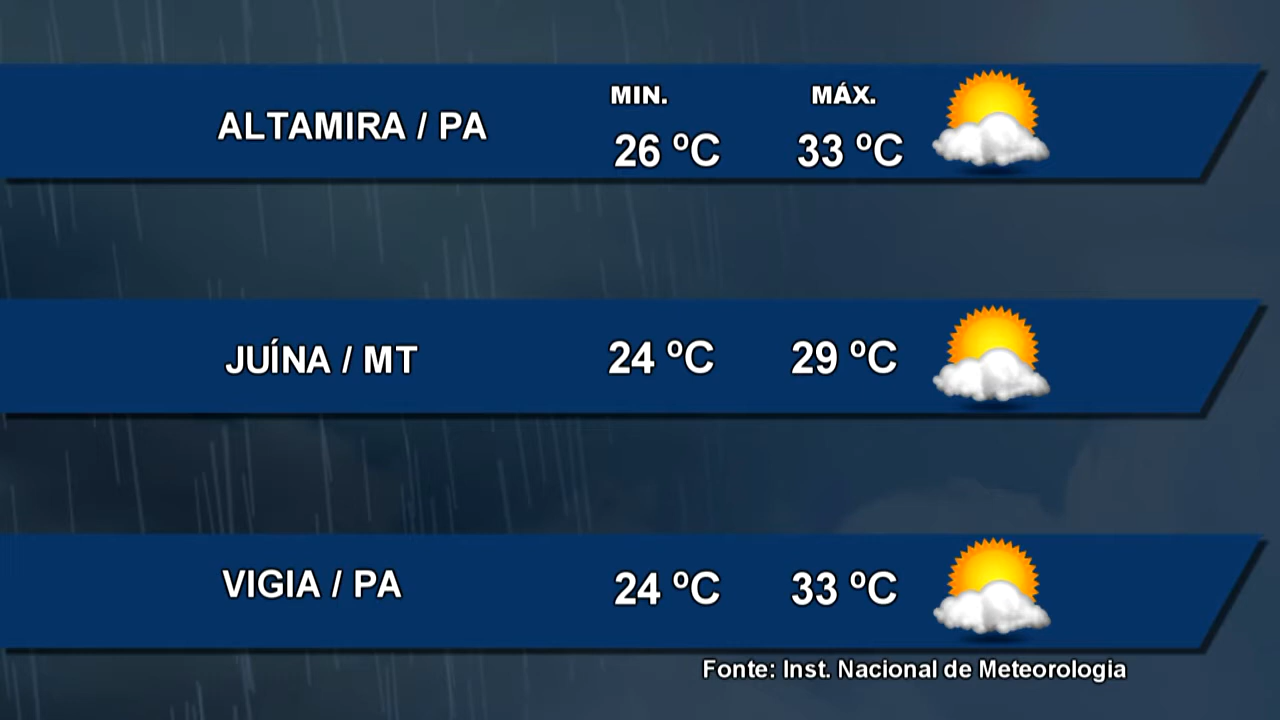 MIN. MÁX.
ALTAMIRA / PA 26 ºC 33 ºC
JUÍNA / MT 24 ºC 29 ºC
VIGIA / PA 24 ºC 33 ºC
Fonte: Inst. Nacional de Meteorologia